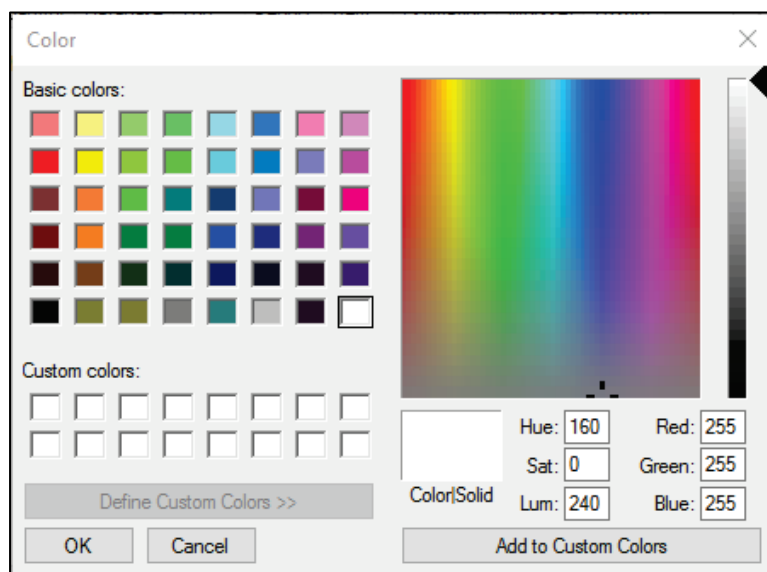 Color
Basic colors:
Custom colors:
Define Custom Colors >>
OK
Cancel
Color|Solid
Hue: 160
Sat: 0
Lum: 240
Red: 255
Green: 255
Blue: 255
Add to Custom Colors